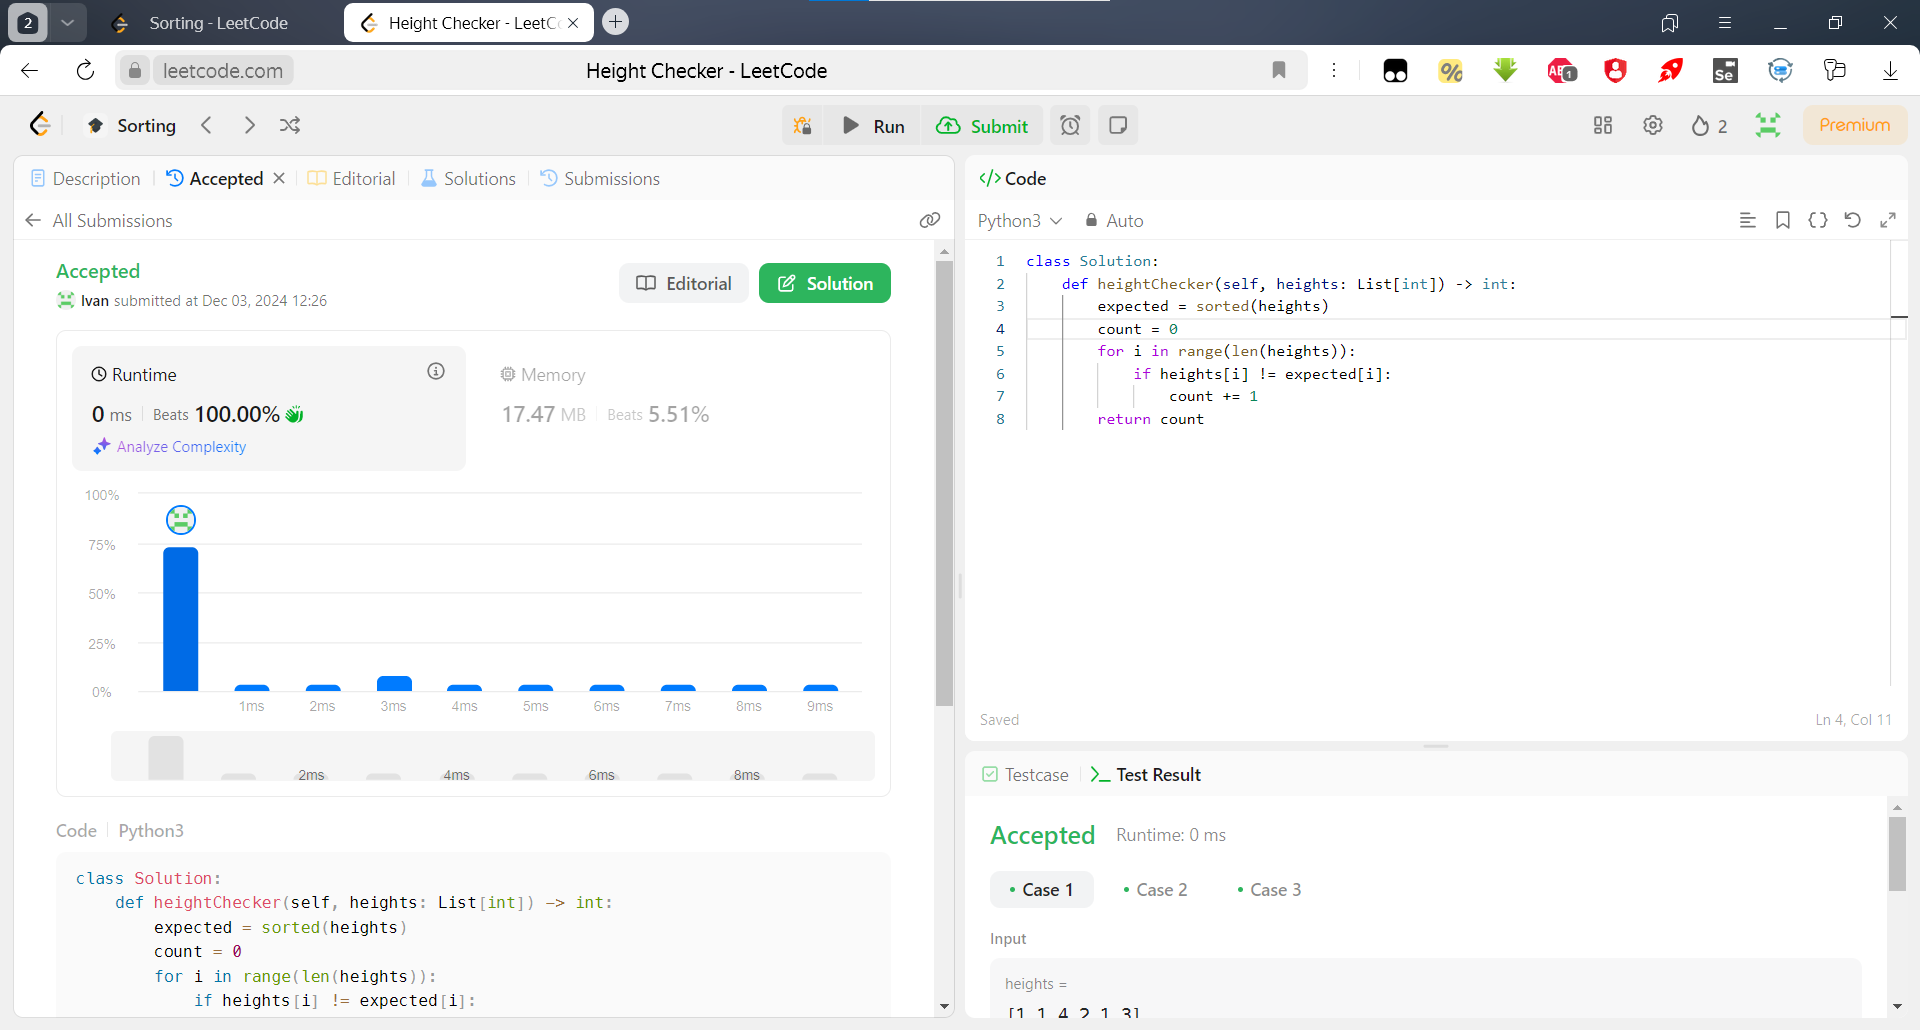 2
Sorting - LeetCode
Height Checker - LeetC
leetcode.com
Height Checker - LeetCode
1
Se
Sorting
Run
Submit
2
Premium
Description
Accepted
Editorial
Solutions
Submissions
All Submissions
Accepted
Ivan submitted at Dec 03, 2024 12:26
Editorial
Solution
Runtime
0 ms
Beats 100.00%
Analyze Complexity
Memory
17.47 MB
Beats 5.51%
100%
75%
50%
25%
0%
1ms 2ms 3ms 4ms 5ms 6ms 7ms 8ms 9ms
2ms 4ms 6ms 8ms
Code
Python3
class Solution:
def heightChecker(self, heights: List[int]) -> int:
expected = sorted(heights)
count = 0
for i in range(len(heights)):
if heights[i] != expected[i]:
</> Code
Python3
Auto
1 class Solution:
2 def heightChecker(self, heights: List[int]) -> int:
3 expected = sorted(heights)
4 count = 0
5 for i in range(len(heights)):
6 if heights[i] != expected[i]:
7 count += 1
8 return count
Saved
Ln 4, Col 11
Testcase
Test Result
Accepted
Runtime: 0 ms
• Case 1
• Case 2
• Case 3
Input
heights =
[1,1,4,2,1,3]